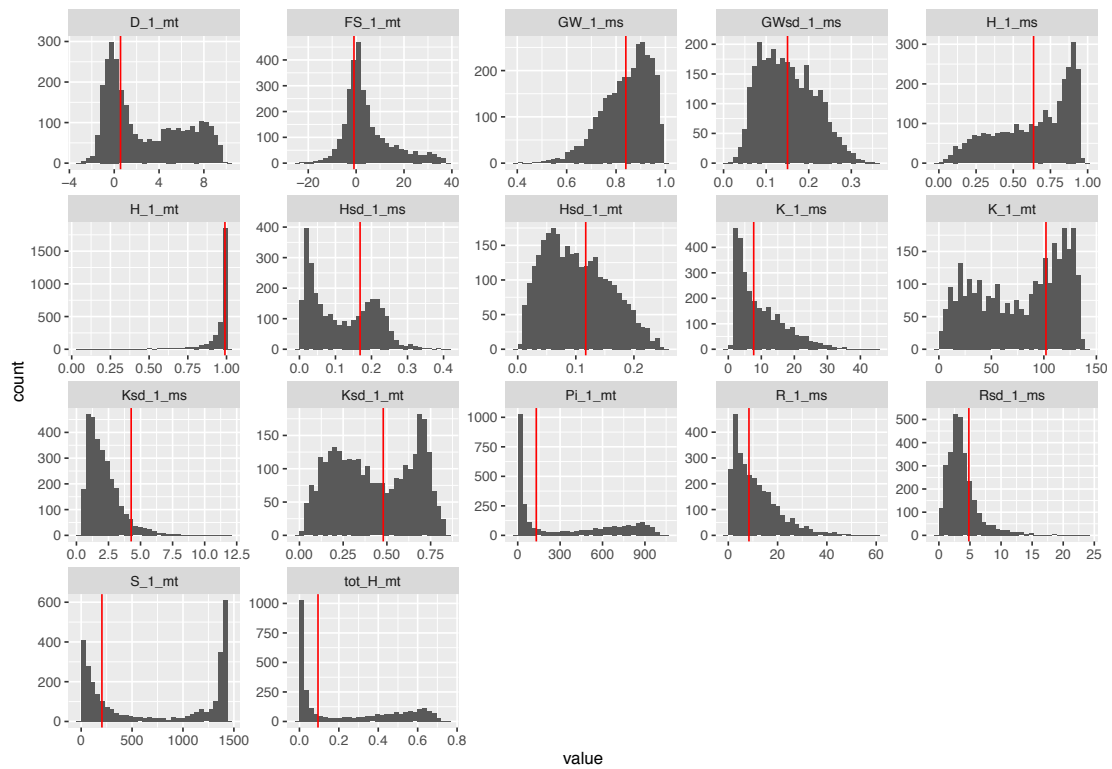 D_1_mt FS_1_mt GW_1_ms GWsd_1_ms H_1_ms
300 200 100 0
400 300 200 100 0
200 100 0
200 150 100 50 0
300 200 100 0
−4 0 4 8
−20 0 20 40
0.4 0.6 0.8 1.0
0.0 0.1 0.2 0.3
0.00 0.25 0.50 0.75 1.00
H_1_mt Hsd_1_ms Hsd_1_mt K_1_ms K_1_mt
1500 1000 500 0
400 300 200 100 0
150 100 50 0
400 300 200 100 0
150 100 50 0
0.00 0.25 0.50 0.75 1.00
0.0 0.1 0.2 0.3 0.4
0.0 0.1 0.2
0 10 20 30 40
0 50 100 150
count
Ksd_1_ms Ksd_1_mt Pi_1_mt R_1_ms Rsd_1_ms
400 300 200 100 0
150 100 50 0
1000 750 500 250 0
400 300 200 100 0
500 400 300 200 100 0
0.0 2.5 5.0 7.5 10.0 12.5
0.00 0.25 0.50 0.75
0 300 600 900
0 20 40 60
0 5 10 15 20 25
S_1_mt tot_H_mt
600 400 200 0
1000 750 500 250 0
0 500 1000 1500
0.0 0.2 0.4 0.6 0.8
value